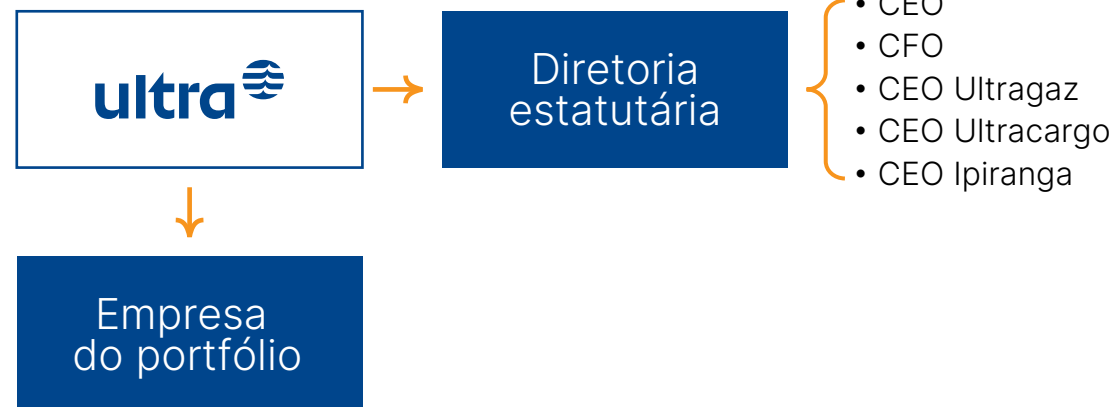 ultra
Diretoria
estatutária
• CEO
• CFO
• CEO Ultragaz
• CEO Ultracargo
• CEO Ipiranga
Empresa
do portfólio